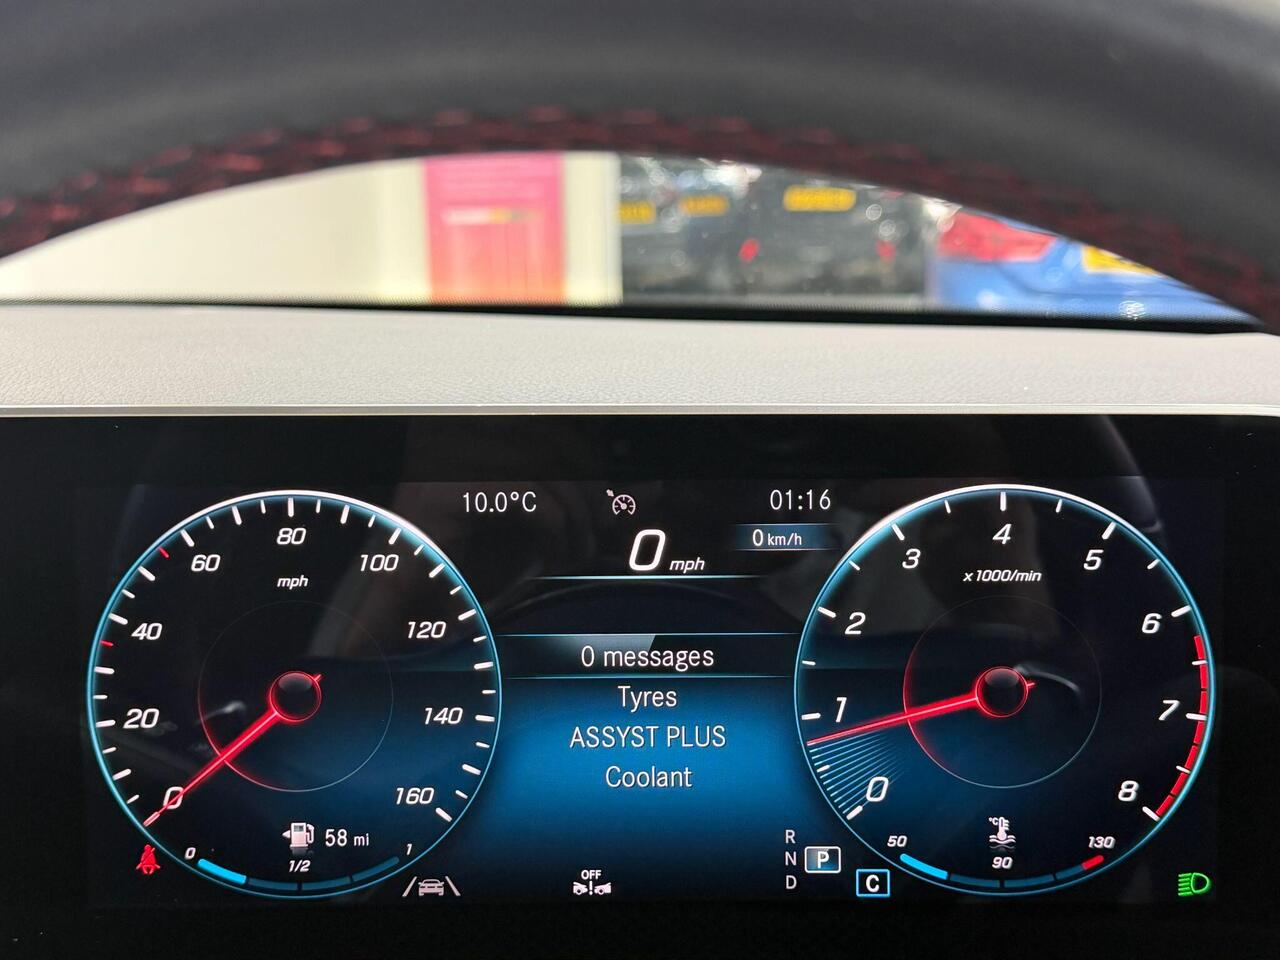 10.0°C
01:16
0 mph
0 km/h
0 messages
Tyres
ASSYST PLUS
Coolant
mph
0
20
40
60
80
100
120
140
160
58 mi
0
1/2
1
OFF
x 1000/min
0
1
2
3
4
5
6
7
8
°C
50
90
130
R
N
P
D
C